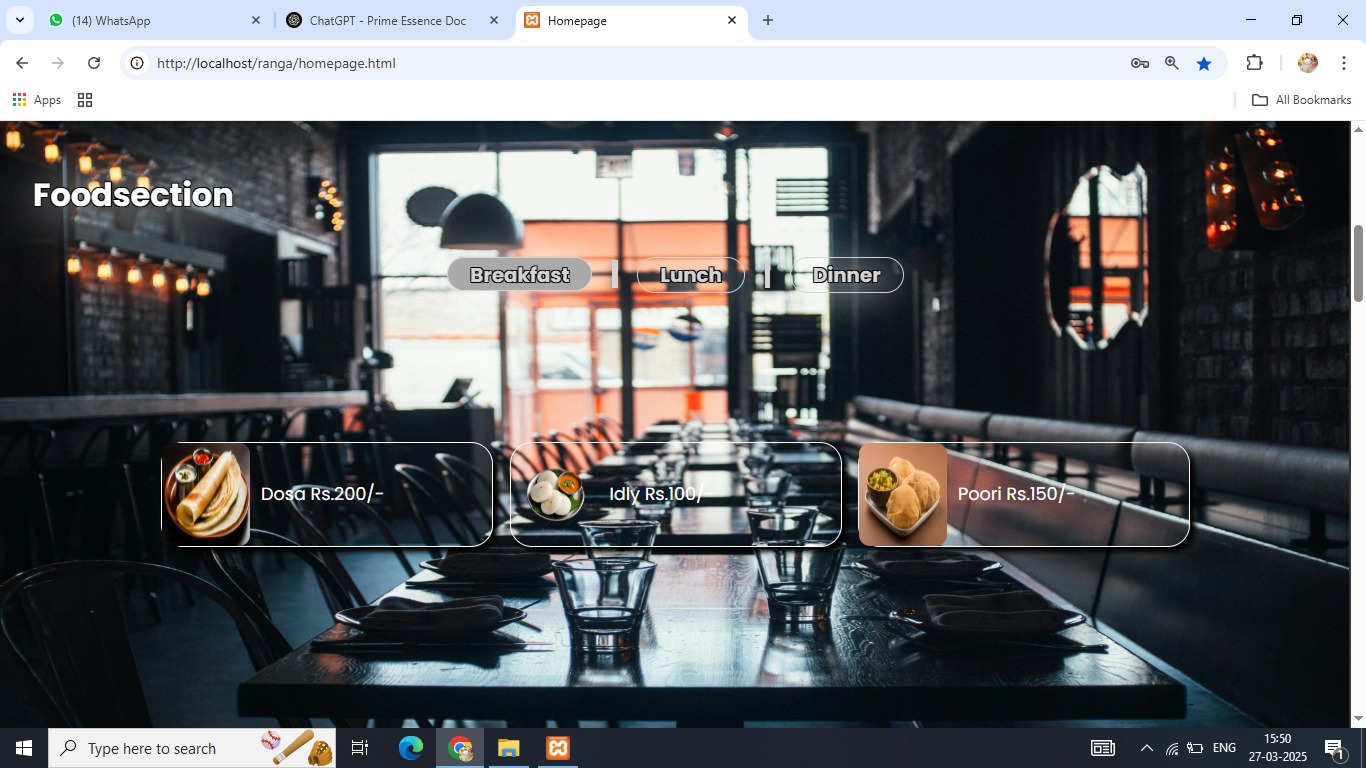 (14) WhatsApp
ChatGPT - Prime Essence Doc
Homepage
http://localhost/ranga/homepage.html
Apps
All Bookmarks
Foodsection
Breakfast | Lunch | Dinner
Dosa Rs.200/-
Idly Rs.100/
Poori Rs.150/-
Type here to search
ENG
15:50
27-03-2025
1